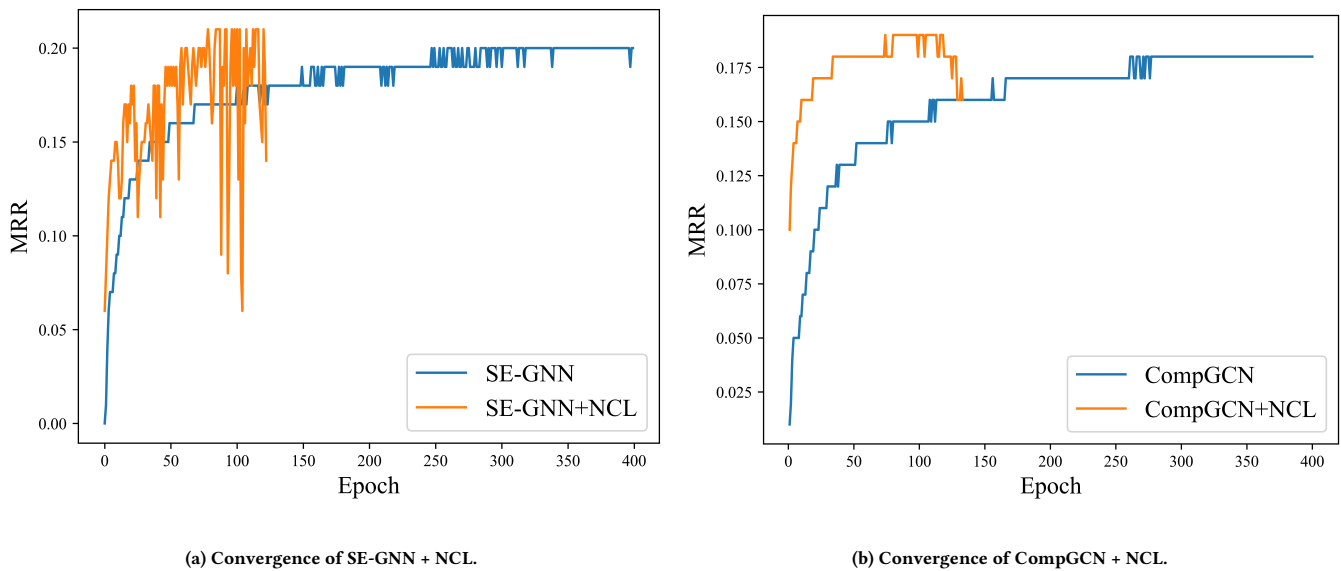 0.20
0.15
0.10
0.05
0.00
MRR
0 50 100 150 200 250 300 350 400
Epoch
SE-GNN
SE-GNN+NCL
(a) Convergence of SE-GNN + NCL.
0.175
0.150
0.125
0.100
0.075
0.050
0.025
MRR
0 50 100 150 200 250 300 350 400
Epoch
CompGCN
CompGCN+NCL
(b) Convergence of CompGCN + NCL.